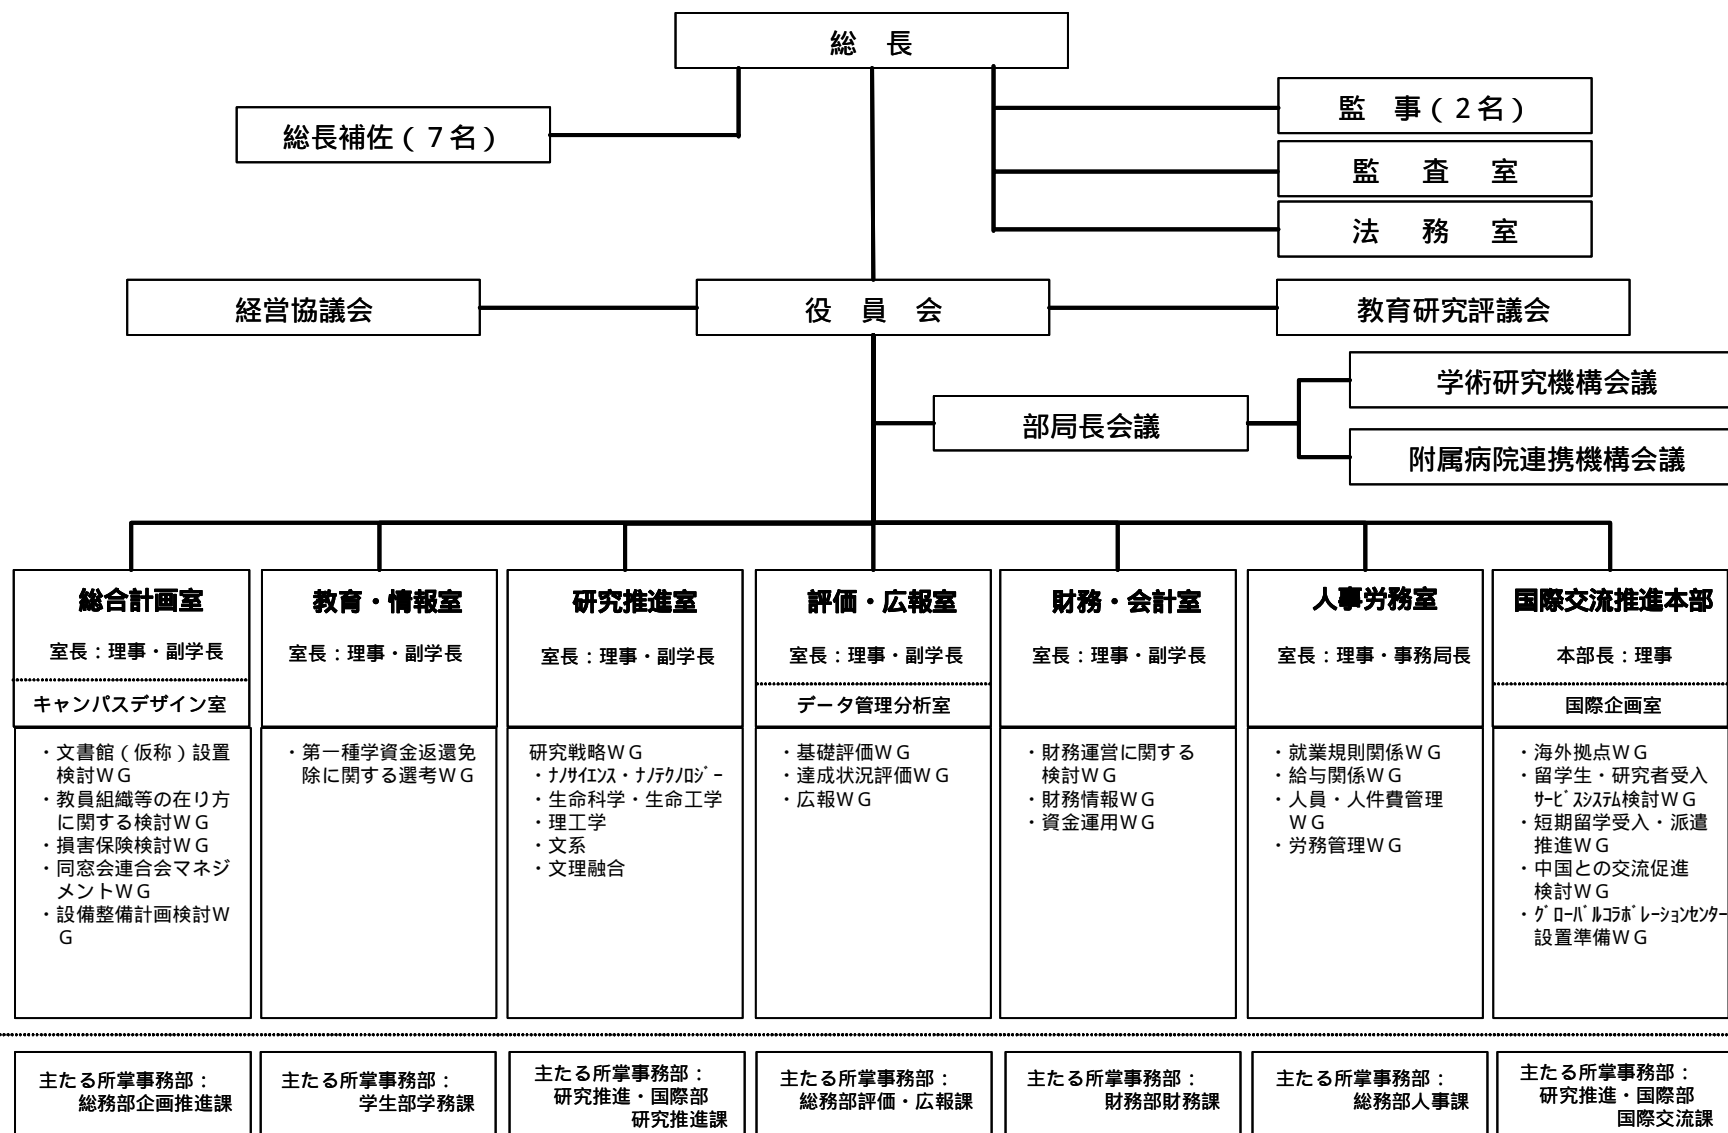 総　長
総長補佐（７名）
監　事（２名）
監　査　室
法　務　室
経営協議会
役　員　会
教育研究評議会
学術研究機構会議
部局長会議
附属病院連携機構会議
総合計画室
室長：理事・副学長
キャンパスデザイン室
・文書館（仮称）設置
検討ＷＧ
・教員組織等の在り方
に関する検討ＷＧ
・損害保険検討ＷＧ
・同窓会連合会マネジ
メントＷＧ
・設備整備計画検討Ｗ
Ｇ
教育・情報室
室長：理事・副学長
・第一種学資金返還免
除に関する選考ＷＧ
研究推進室
室長：理事・副学長
研究戦略ＷＧ
・ﾅﾉｻｲｴﾝｽ・ﾅﾉﾃｸﾉﾛｼﾞｰ
・生命科学・生命工学
・理工学
・文系
・文理融合
評価・広報室
室長：理事・副学長
データ管理分析室
・基礎評価ＷＧ
・達成状況評価ＷＧ
・広報ＷＧ
財務・会計室
室長：理事・副学長
・財務運営に関する
検討ＷＧ
・財務情報ＷＧ
・資金運用ＷＧ
人事労務室
室長：理事・事務局長
・就業規則関係ＷＧ
・給与関係ＷＧ
・人員・人件費管理
ＷＧ
・労務管理ＷＧ
国際交流推進本部
本部長：理事
国際企画室
・海外拠点ＷＧ
・留学生・研究者受入
ｻｰﾋﾞｽｼｽﾃﾑ検討ＷＧ
・短期留学受入・派遣
推進ＷＧ
・中国との交流促進
検討ＷＧ
・ｸﾞﾛｰﾊﾞﾙｺﾗﾎﾞﾚｰｼｮﾝｾﾝﾀｰ
設置準備ＷＧ
主たる所掌事務部：
総務部企画推進課
主たる所掌事務部：
学生部学務課
主たる所掌事務部：
研究推進・国際部
研究推進課
主たる所掌事務部：
総務部評価・広報課
主たる所掌事務部：
財務部財務課
主たる所掌事務部：
総務部人事課
主たる所掌事務部：
研究推進・国際部
国際交流課